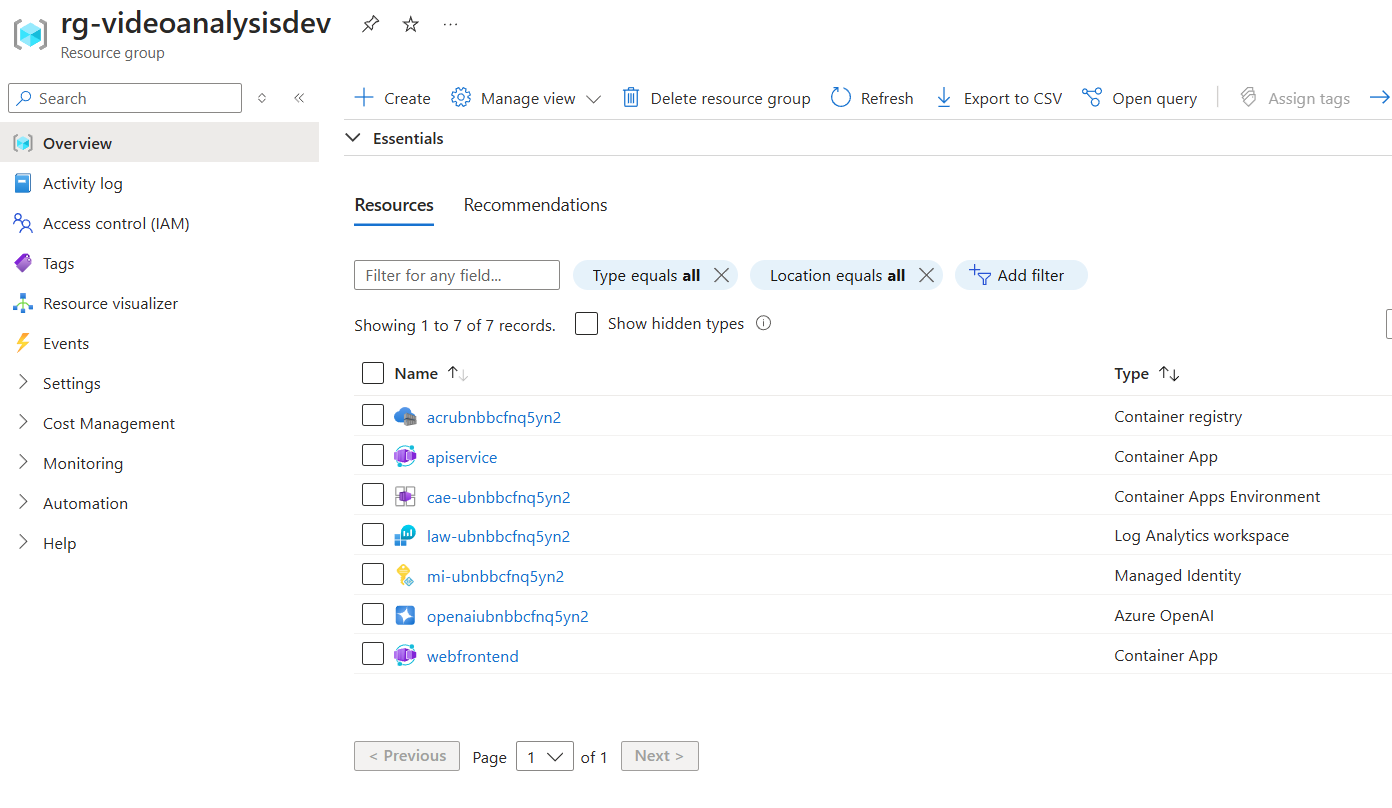 rg-videoanalysisdev
...
Resource group
Search
Overview
Activity log
Access control (IAM)
Tags
Resource visualizer
Events
Settings
Cost Management
Monitoring
Automation
Help
Create Manage view Delete resource group Refresh Export to CSV Open query Assign tags
Essentials
Resources Recommendations
Filter for any field... Type equals all Location equals all Add filter
Showing 1 to 7 of 7 records. Show hidden types
Name Type
acrubnbbcfnq5yn2 Container registry
apiservice Container App
cae-ubnbbcfnq5yn2 Container Apps Environment
law-ubnbbcfnq5yn2 Log Analytics workspace
mi-ubnbbcfnq5yn2 Managed Identity
openaiubnbbcfnq5yn2 Azure OpenAI
webfrontend Container App
< Previous Page 1 of 1 Next >